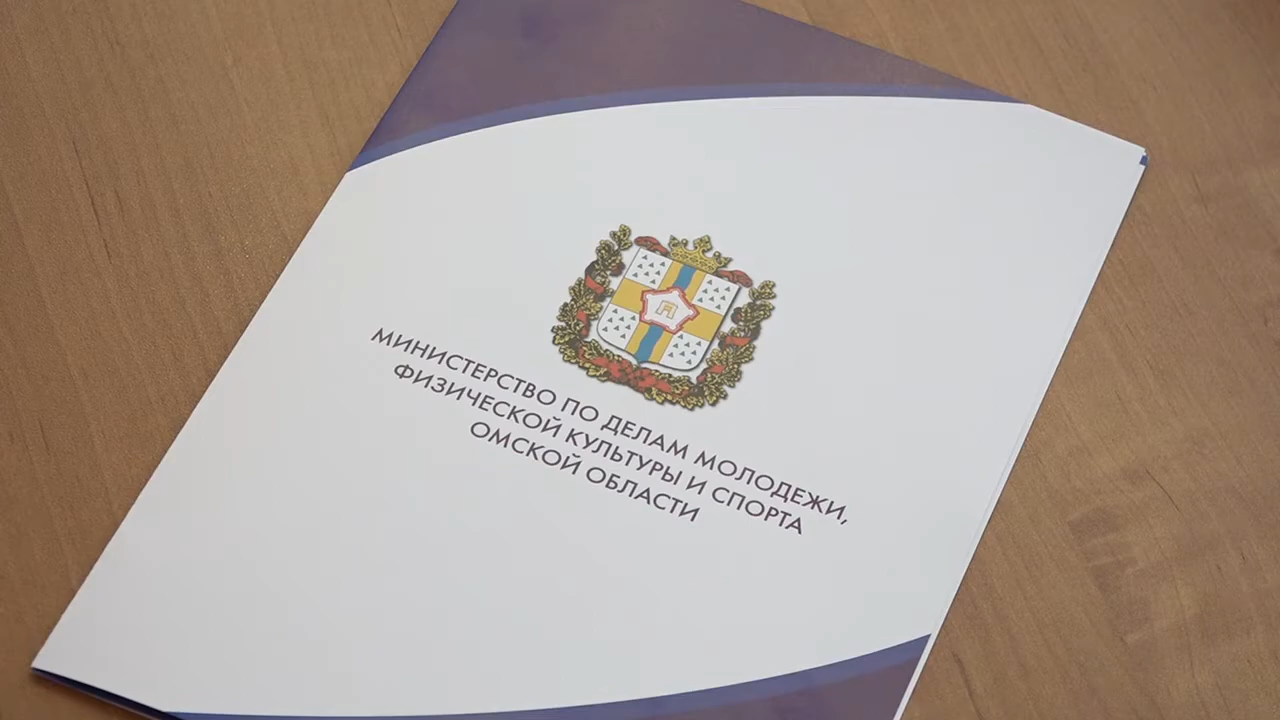 МИНИСТЕРСТВО ПО ДЕЛАМ МОЛОДЕЖИ,
ФИЗИЧЕСКОЙ КУЛЬТУРЫ И СПОРТА
ОМСКОЙ ОБЛАСТИ